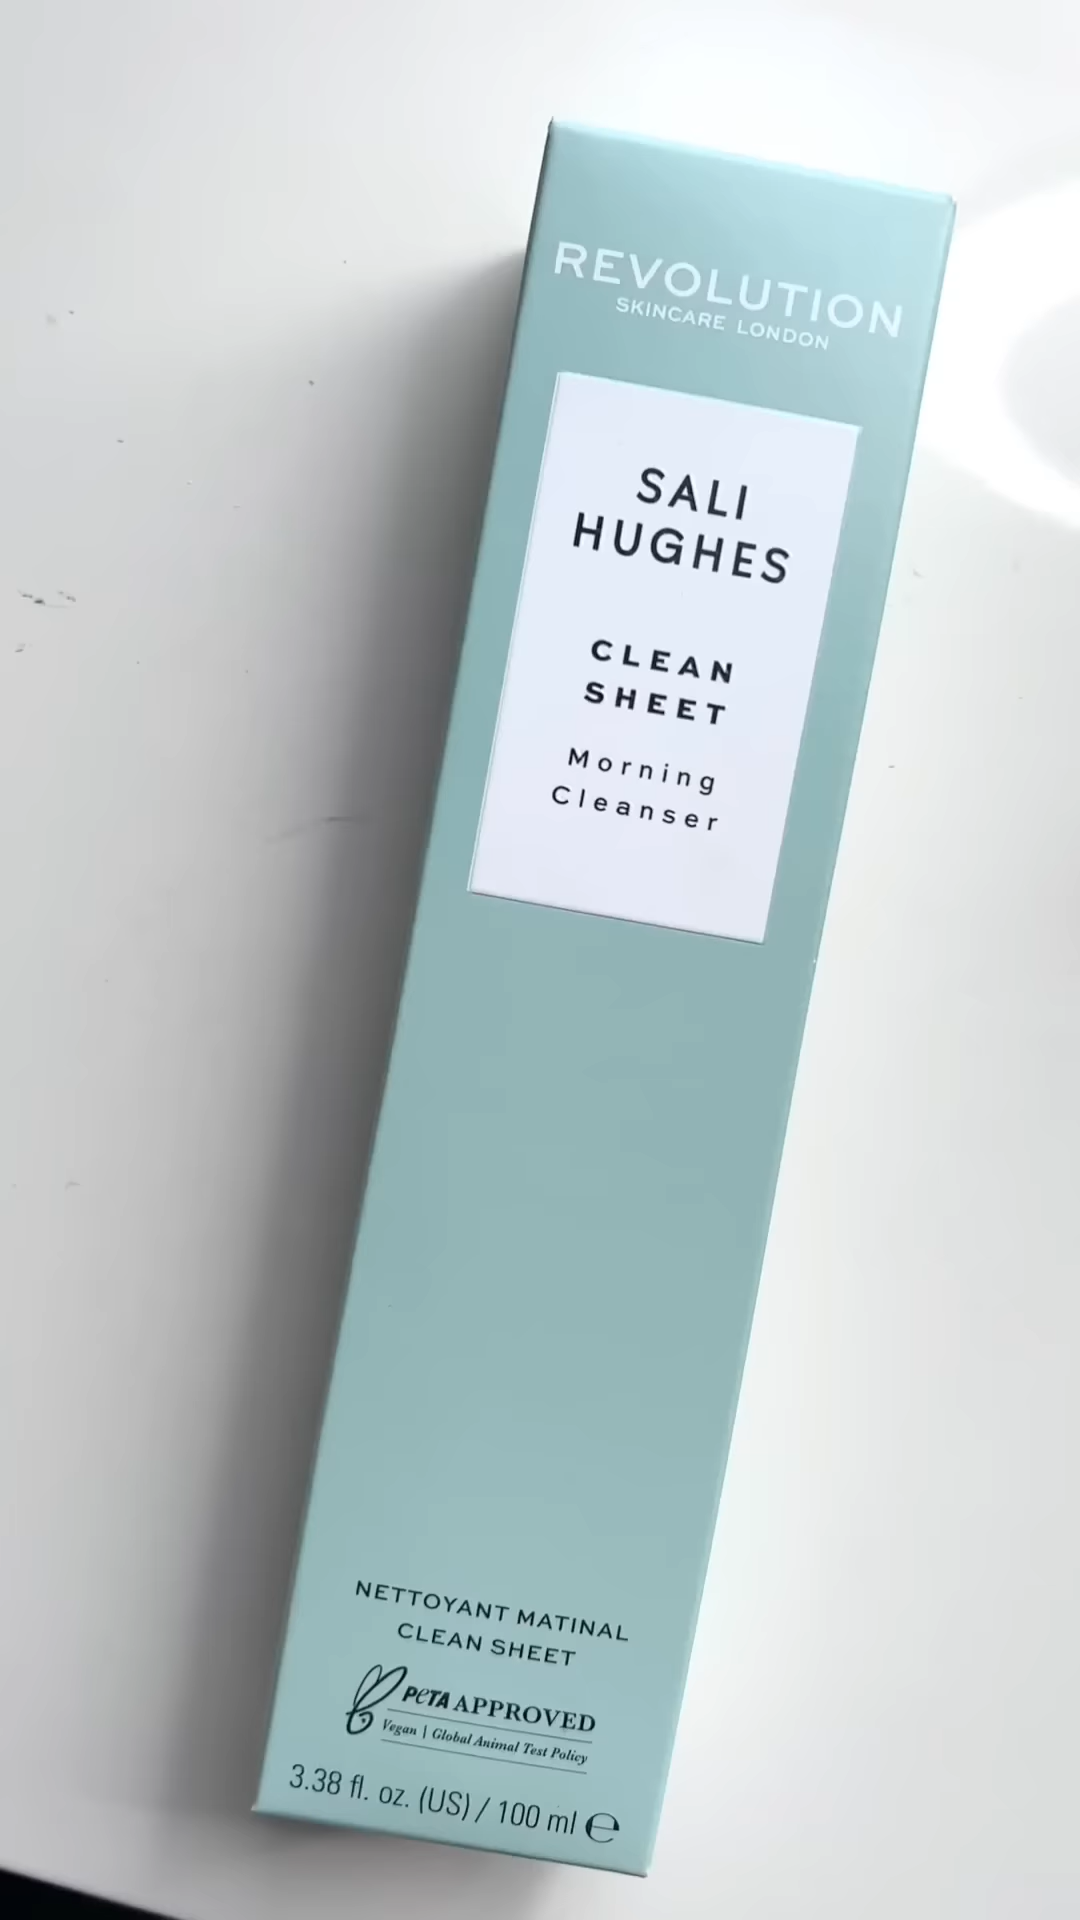 REVOLUTION
SKINCARE LONDON
SALI
HUGHES
CLEAN
SHEET
Morning
Cleanser
NETTOYANT MATINAL
CLEAN SHEET
PeTA APPROVED
Vegan | Global Animal Test Policy
3.38 fl. oz. (US) / 100 ml ℮